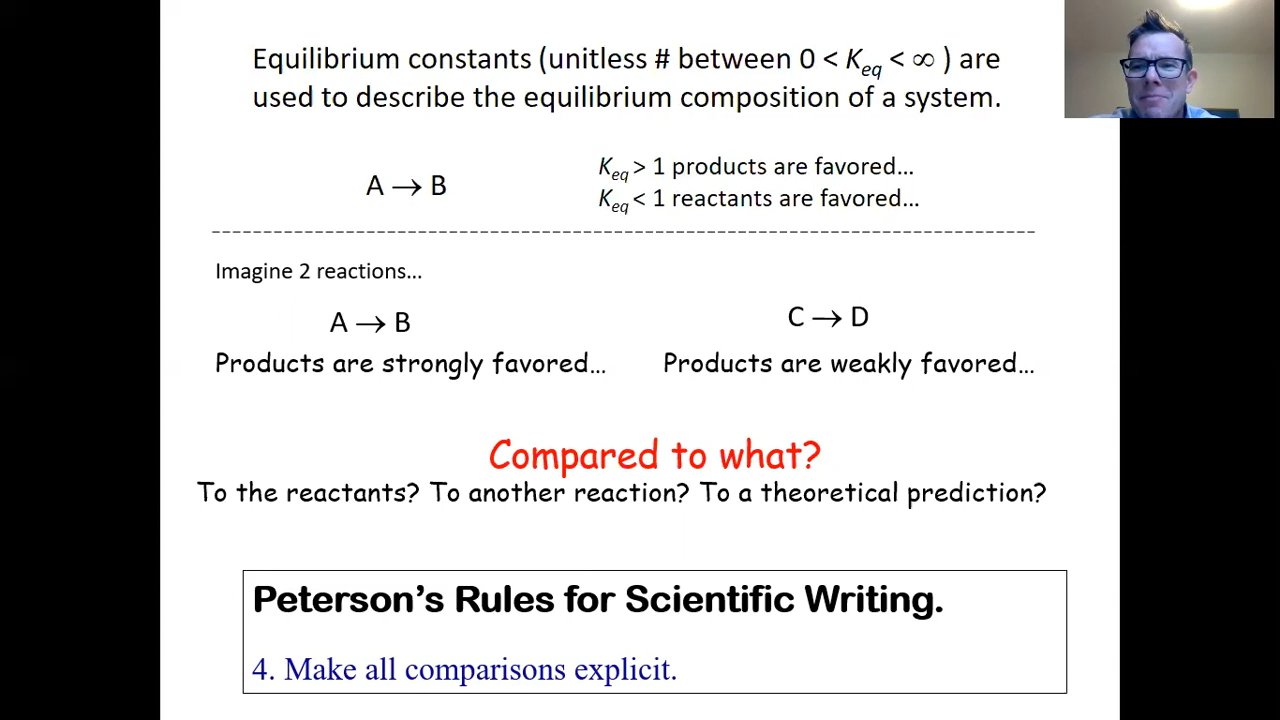 Equilibrium constants (unitless # between 0 < Keq < ∞ ) are
used to describe the equilibrium composition of a system.
A → B
Keq > 1 products are favored…
Keq < 1 reactants are favored…
Imagine 2 reactions…
A → B
Products are strongly favored…
C → D
Products are weakly favored…
Compared to what?
To the reactants? To another reaction? To a theoretical prediction?
Peterson’s Rules for Scientific Writing.
4. Make all comparisons explicit.